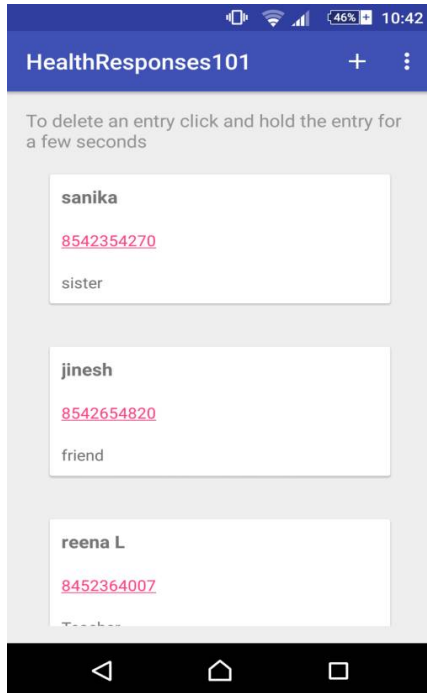 46% 10:42
HealthResponses101
To delete an entry click and hold the entry for
a few seconds
sanika
8542354270
sister
jinesh
8542654820
friend
reena L
8452364007